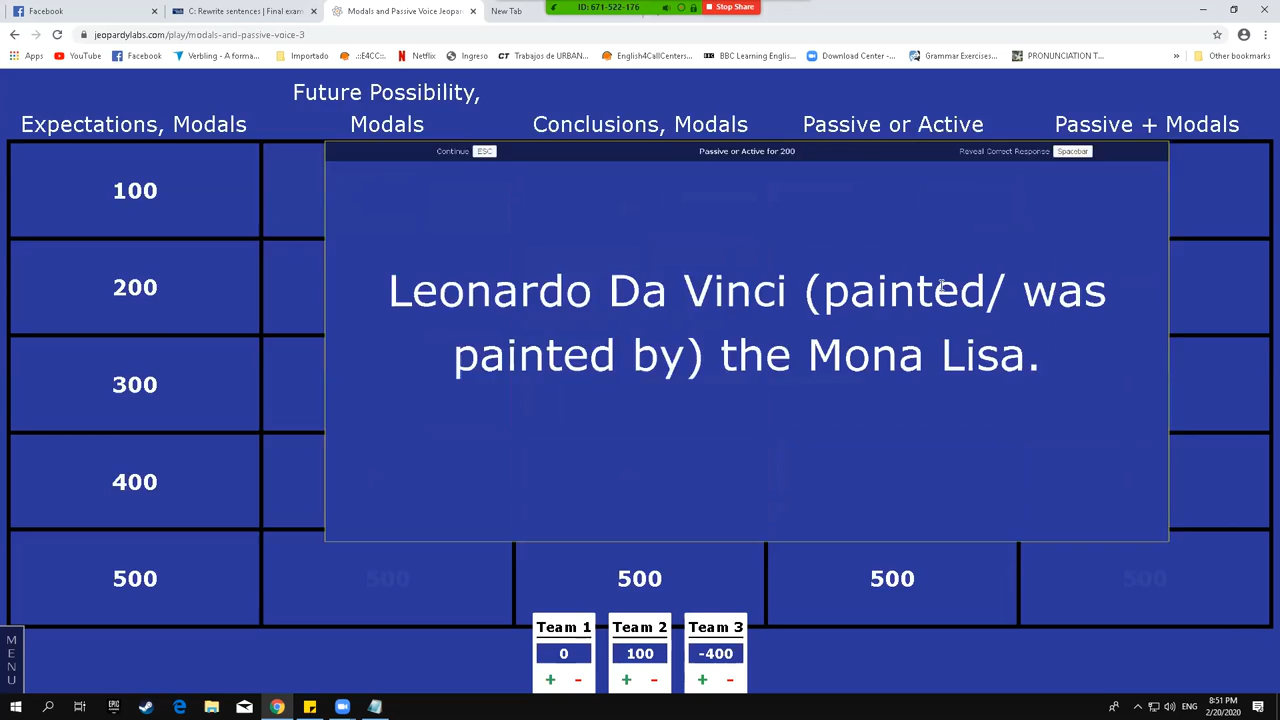 Facebook
C: Rewrite sentences | Final exam
Modals and Passive Voice Jeopar
New Tab
ID: 671-522-176
Stop Share
jeopardylabs.com/play/modals-and-passive-voice-3
Apps
YouTube
Facebook
Verbling - A forma...
Importado
.::E4CC::.
Netflix
Ingreso
CT Trabajos de URBAN...
English4CallCenters...
BBC Learning Englis...
Download Center -...
Grammar Exercises...
PRONUNCIATION T...
»
Other bookmarks
Expectations, Modals
Future Possibility,
Modals
Conclusions, Modals
Passive or Active
Passive + Modals
Continue ESC
Passive or Active for 200
Reveal Correct Response Spacebar
Leonardo Da Vinci (painted/ was
painted by) the Mona Lisa.
100
200
300
400
500
500
500
500
500
Team 1
0
+ -
Team 2
100
+ -
Team 3
-400
+ -
MENU
ENG
8:51 PM
2/20/2020